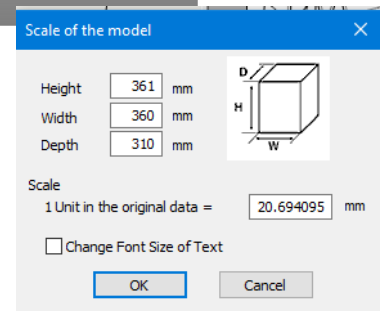 Scale of the model
Height 361 mm
Width 360 mm
Depth 310 mm
D
H
W
Scale
1 Unit in the original data = 20.694095 mm
Change Font Size of Text
OK Cancel